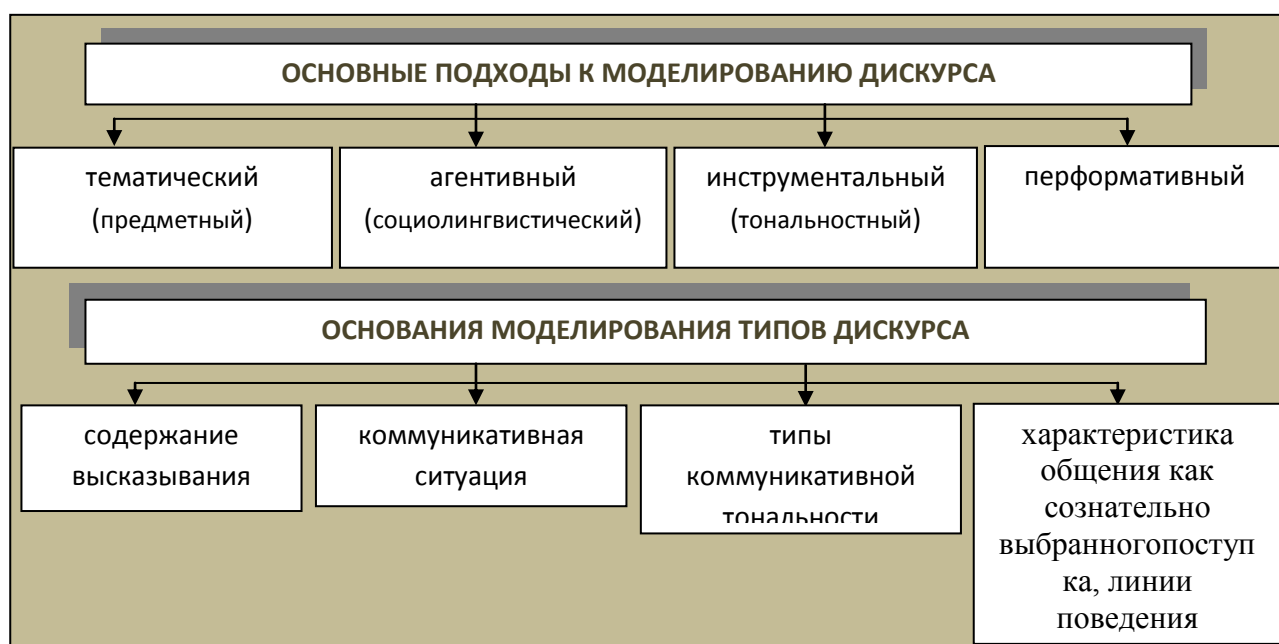 ОСНОВНЫЕ ПОДХОДЫ К МОДЕЛИРОВАНИЮ ДИСКУРСА
тематический
(предметный)
агентивный
(социолингвистический)
инструментальный
(тональностный)
перформативный
ОСНОВАНИЯ МОДЕЛИРОВАНИЯ ТИПОВ ДИСКУРСА
содержание
высказывания
коммуникативная
ситуация
типы
коммуникативной
тональности
характеристика
общения как
сознательно
выбранногопоступ
ка, линии
поведения